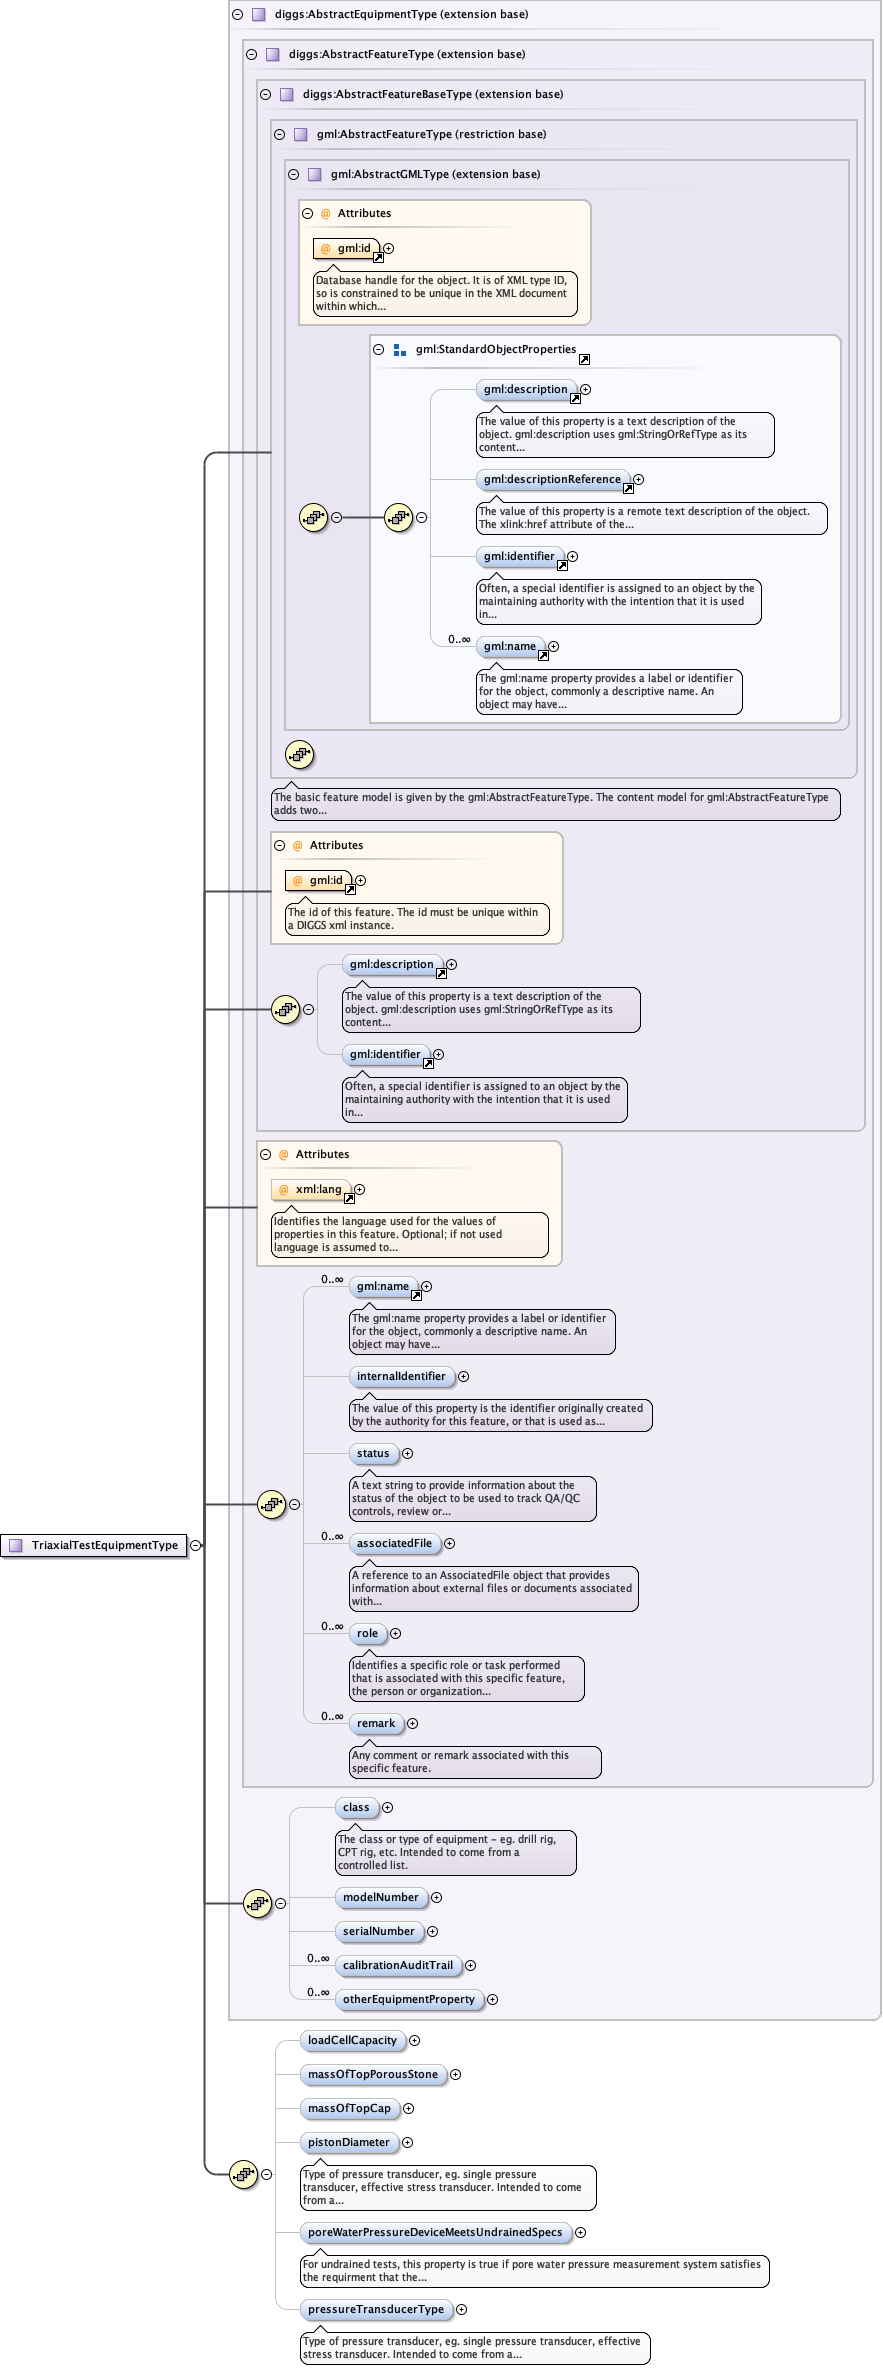 diggs:AbstractEquipmentType (extension base)
diggs:AbstractFeatureType (extension base)
diggs:AbstractFeatureBaseType (extension base)
gml:AbstractFeatureType (restriction base)
gml:AbstractGMLType (extension base)
@ Attributes
@ gml:id
Database handle for the object. It is of XML type ID,
so is constrained to be unique in the XML document
within which...
gml:StandardObjectProperties
gml:description
The value of this property is a text description of the
object. gml:description uses gml:StringOrRefType as its
content...
gml:descriptionReference
The value of this property is a remote text description of the object.
The xlink:href attribute of the...
gml:identifier
Often, a special identifier is assigned to an object by the
maintaining authority with the intention that it is used
in...
0..∞
gml:name
The gml:name property provides a label or identifier
for the object, commonly a descriptive name. An
object may have...
The basic feature model is given by the gml:AbstractFeatureType. The content model for gml:AbstractFeatureType
adds two...
@ Attributes
@ gml:id
The id of this feature. The id must be unique within
a DIGGS xml instance.
gml:description
The value of this property is a text description of the
object. gml:description uses gml:StringOrRefType as its
content...
gml:identifier
Often, a special identifier is assigned to an object by the
maintaining authority with the intention that it is used
in...
@ Attributes
@ xml:lang
Identifies the language used for the values of
properties in this feature. Optional; if not used
language is assumed to...
0..∞
gml:name
The gml:name property provides a label or identifier
for the object, commonly a descriptive name. An
object may have...
internalIdentifier
The value of this property is the identifier originally created
by the authority for this feature, or that is used as...
status
A text string to provide information about the
status of the object to be used to track QA/QC
controls, review or...
0..∞
associatedFile
A reference to an AssociatedFile object that provides
information about external files or documents associated
with...
TriaxialTestEquipmentType
0..∞
role
Identifies a specific role or task performed
that is associated with this specific feature,
the person or organization...
0..∞
remark
Any comment or remark associated with this
specific feature.
class
The class or type of equipment - eg. drill rig,
CPT rig, etc. Intended to come from a
controlled list.
modelNumber
serialNumber
0..∞
calibrationAuditTrail
0..∞
otherEquipmentProperty
loadCellCapacity
massOfTopPorousStone
massOfTopCap
pistonDiameter
Type of pressure transducer, eg. single pressure
transducer, effective stress transducer. Intended to come
from a...
poreWaterPressureDeviceMeetsUndrainedSpecs
For undrained tests, this property is true if pore water pressure measurement system satisfies
the requirment that the...
pressureTransducerType
Type of pressure transducer, eg. single pressure transducer, effective
stress transducer. Intended to come from a...